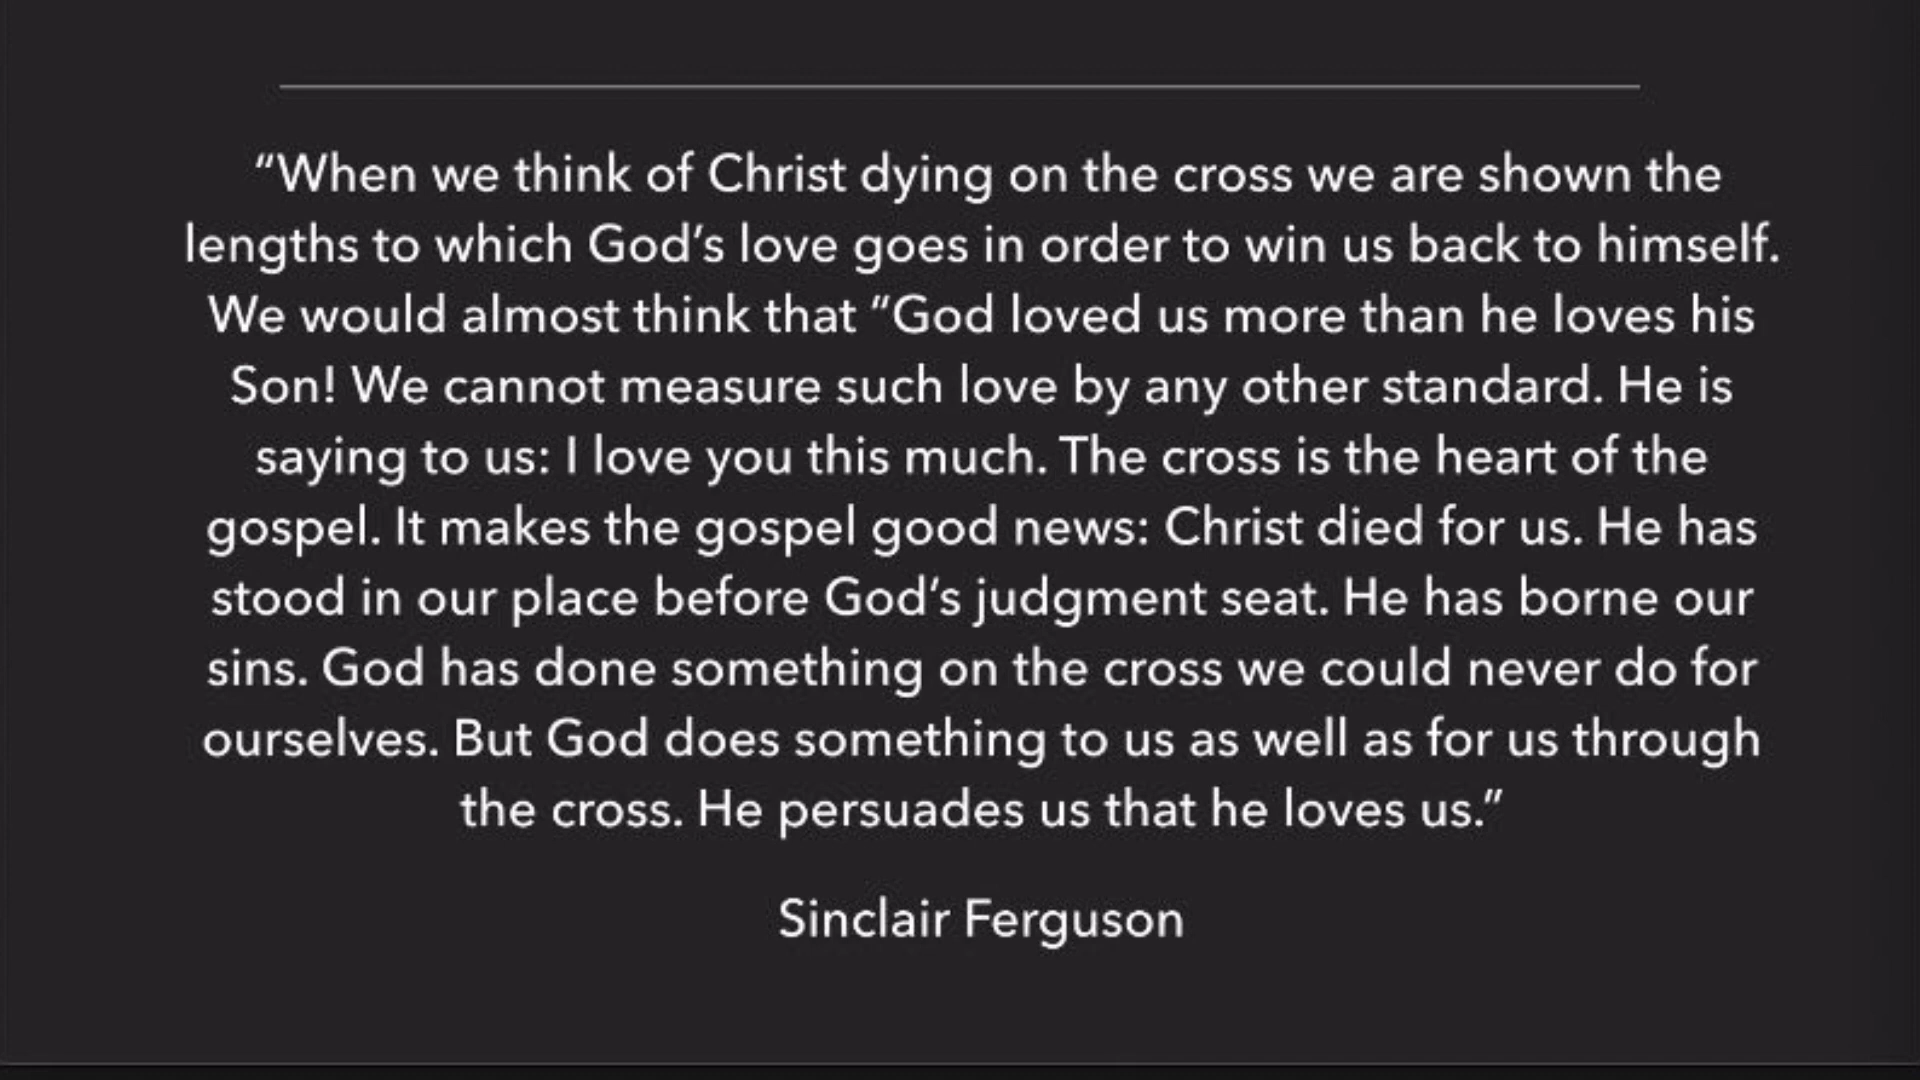 “When we think of Christ dying on the cross we are shown the
lengths to which God’s love goes in order to win us back to himself.
We would almost think that “God loved us more than he loves his
Son! We cannot measure such love by any other standard. He is
saying to us: I love you this much. The cross is the heart of the
gospel. It makes the gospel good news: Christ died for us. He has
stood in our place before God’s judgment seat. He has borne our
sins. God has done something on the cross we could never do for
ourselves. But God does something to us as well as for us through
the cross. He persuades us that he loves us.”
Sinclair Ferguson